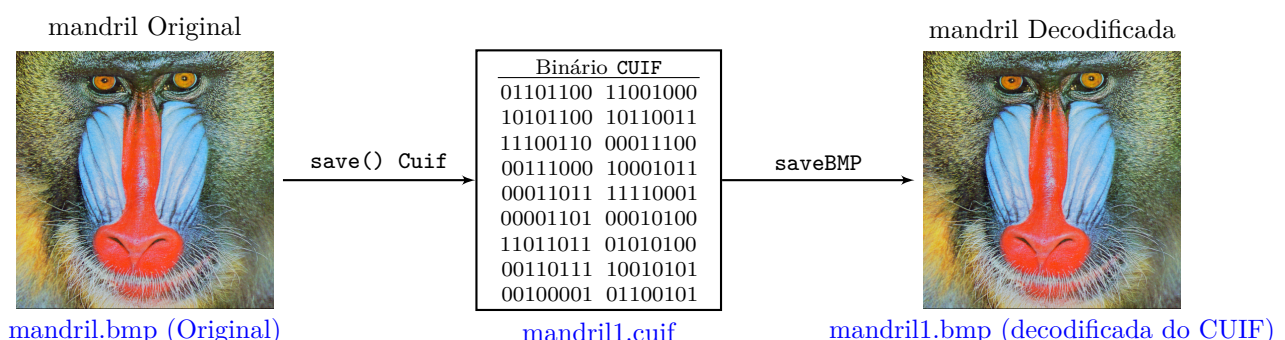 mandril Original
mandril.bmp (Original)
save() Cuif
Binário CUIF
01101100 11001000
10101100 10110011
11100110 00011100
00111000 10001011
00011011 11110001
00001101 00010100
11011011 01010100
00110111 10010101
00100001 01100101
mandril1.cuif
saveBMP
mandril Decodificada
mandril1.bmp (decodificada do CUIF)